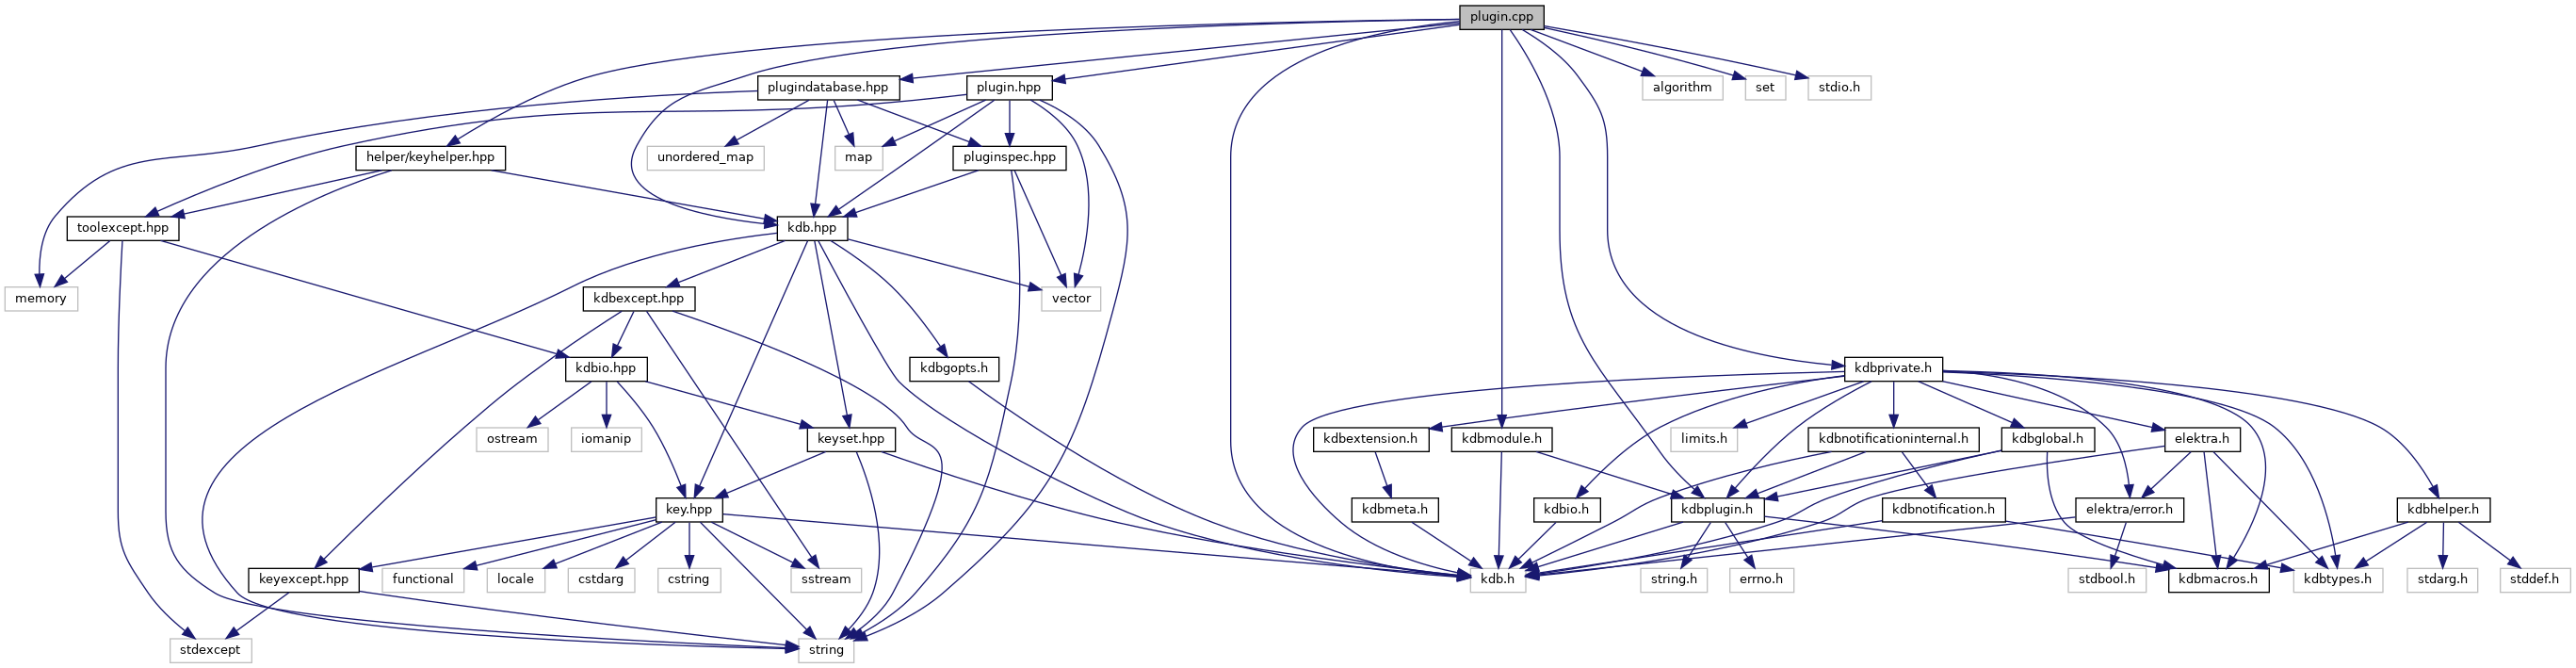 plugin.cpp
plugindatabase.hpp
plugin.hpp
algorithm
set
stdio.h
helper/keyhelper.hpp
unordered_map
map
pluginspec.hpp
toolexcept.hpp
kdb.hpp
memory
kdbexcept.hpp
vector
kdbio.hpp
kdbgopts.h
kdbprivate.h
ostream
iomanip
keyset.hpp
kdbextension.h
kdbmodule.h
limits.h
kdbnotificationinternal.h
kdbglobal.h
elektra.h
key.hpp
kdbmeta.h
kdbio.h
kdbplugin.h
kdbnotification.h
elektra/error.h
kdbhelper.h
keyexcept.hpp
functional
locale
cstdarg
cstring
sstream
kdb.h
string.h
errno.h
stdbool.h
kdbmacros.h
kdbtypes.h
stdarg.h
stddef.h
stdexcept
string